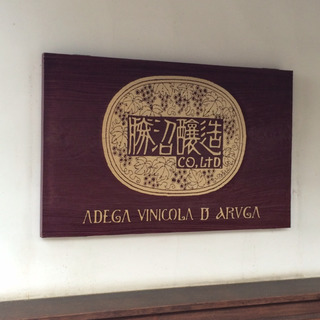 勝沼醸造
CO., LTD
ADEGA VINICOLA D ARVGA